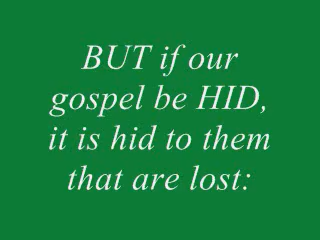 BUT if our
gospel be HID,
it is hid to them
that are lost: